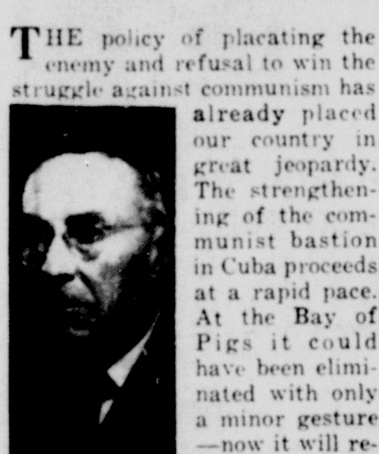 THE policy of placating the
enemy and refusal to win the
struggle against communism has
already placed
our country in
great jeopardy.
The strengthen-
ing of the com-
munist bastion
in Cuba proceeds
at a rapid pace.
At the Bay of
Pigs it could
have been elimi-
nated with only
a minor gesture
—now it will re-